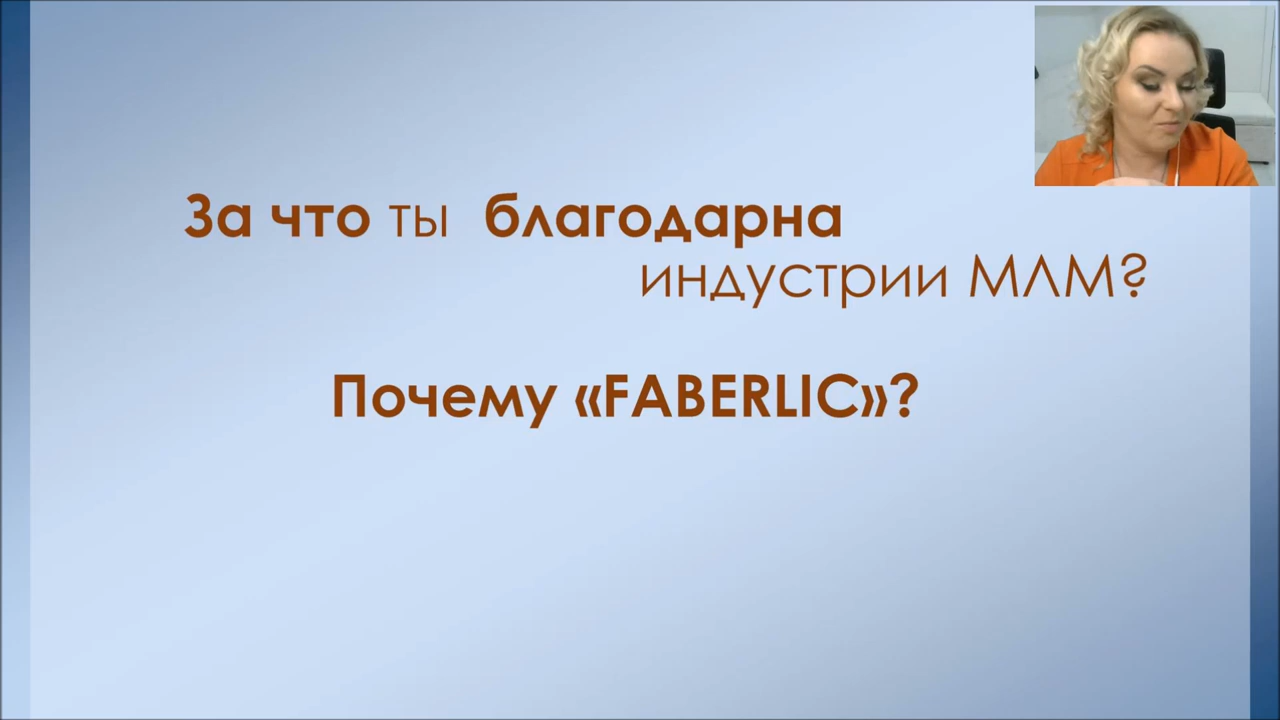 За что ты благодарна
индустрии МЛМ?
Почему «FABERLIC»?